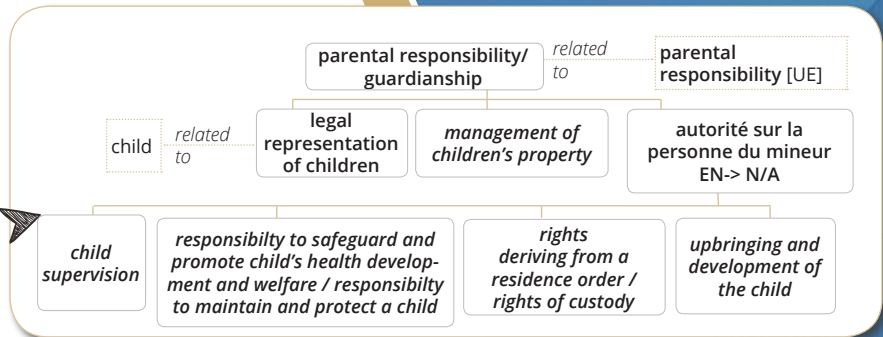 parental responsibility/
guardianship
related
to
parental
responsibility [UE]
child
related
to
legal
representation
of children
management of
children's property
autorité sur la
personne du mineur
EN-> N/A
child
supervision
responsibilty to safeguard and
promote child's health develop-
ment and welfare / responsibilty
to maintain and protect a child
rights
deriving from a
residence order /
rights of custody
upbringing and
development of
the child